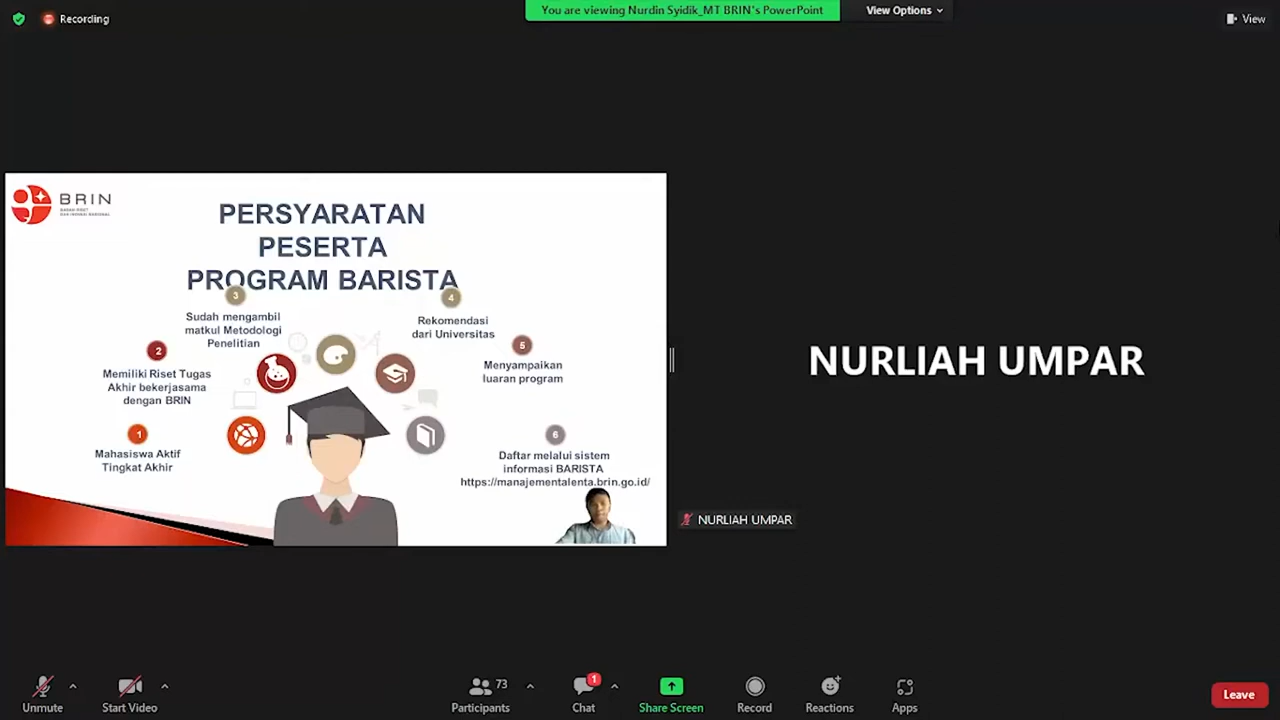 Recording
You are viewing Nurdin Syidik_MT BRIN's PowerPoint
View Options
View
BRIN
BADAN RISET
DAN INOVASI NASIONAL
PERSYARATAN
PESERTA
PROGRAM BARISTA
3
Sudah mengambil
matkul Metodologi
Penelitian
4
Rekomendasi
dari Universitas
2
Memiliki Riset Tugas
Akhir bekerjasama
dengan BRIN
5
Menyampaikan
luaran program
1
Mahasiswa Aktif
Tingkat Akhir
6
Daftar melalui sistem
informasi BARISTA
https://manajementalenta.brin.go.id/
NURLIAH UMPAR
NURLIAH UMPAR
Unmute
Start Video
73
Participants
1
Chat
Share Screen
Record
Reactions
Apps
Leave